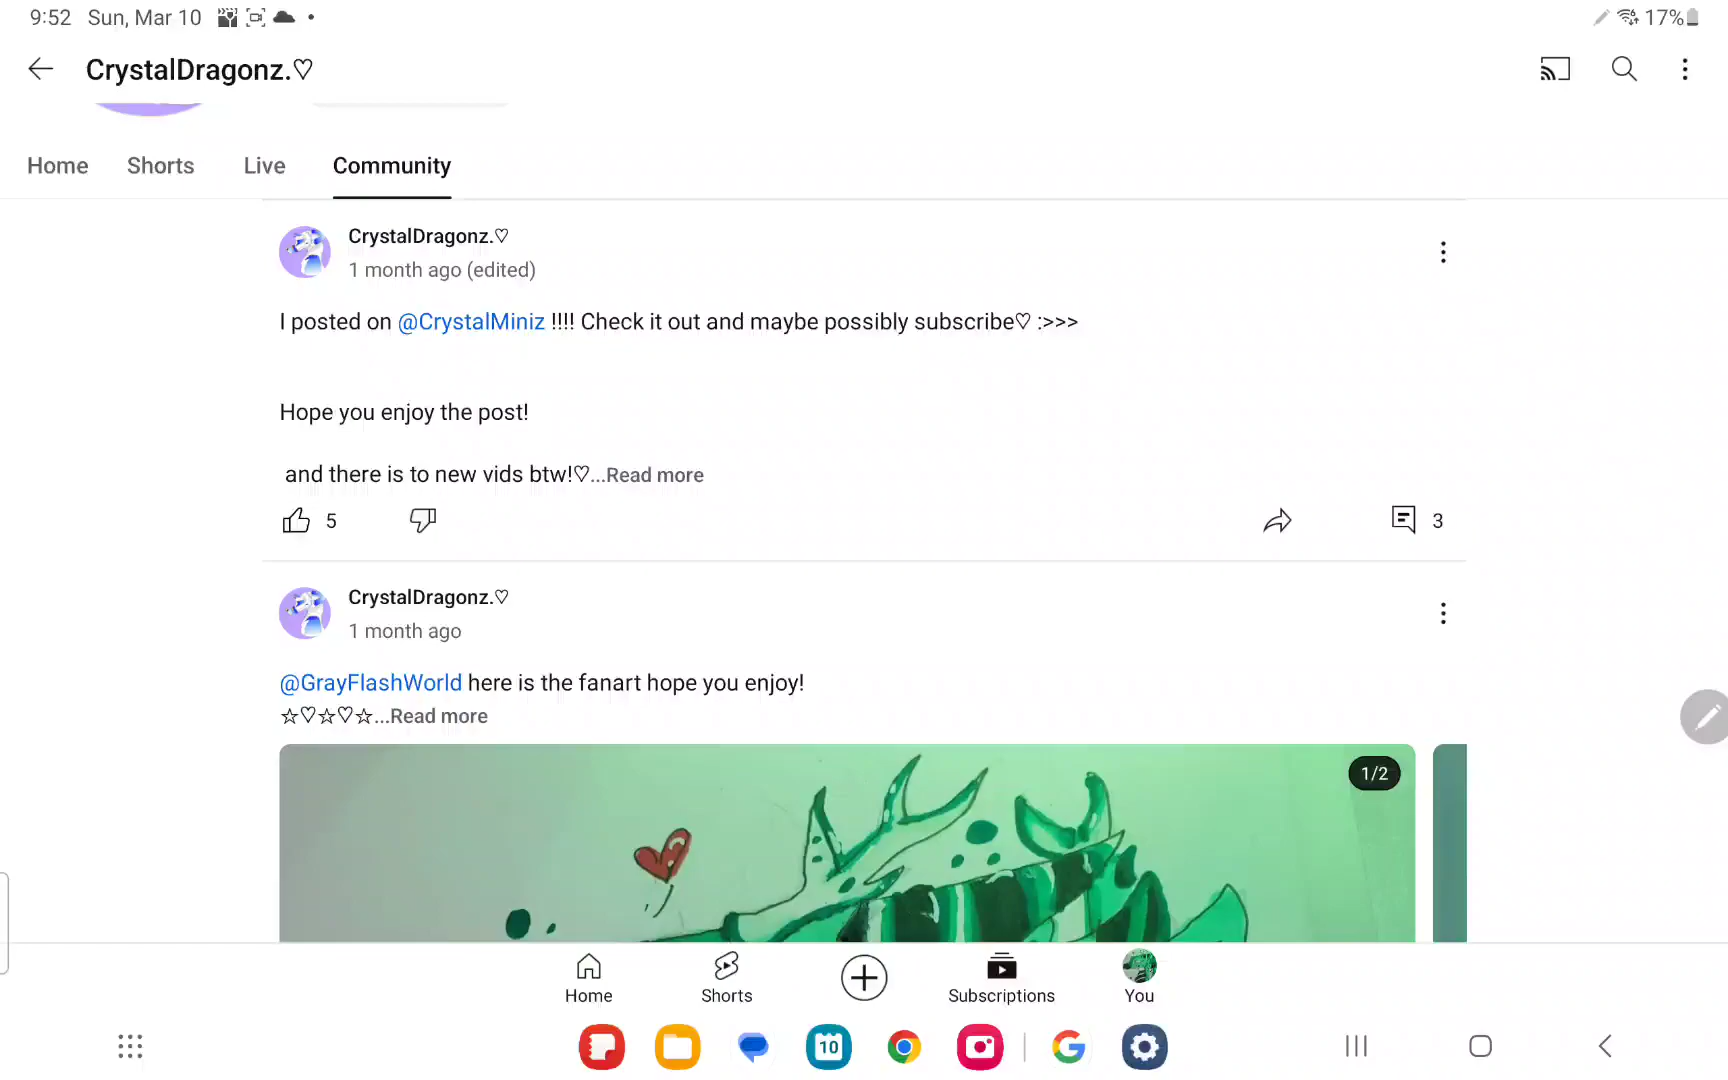 9:52 Sun, Mar 10
17%
CrystalDragonz.♡
Home Shorts Live Community
CrystalDragonz.♡
1 month ago (edited)
I posted on @CrystalMiniz !!!! Check it out and maybe possibly subscribe♡ :>>>
Hope you enjoy the post!
and there is to new vids btw!♡...Read more
5
3
CrystalDragonz.♡
1 month ago
@GrayFlashWorld here is the fanart hope you enjoy!
☆♡☆♡☆...Read more
1/2
Home Shorts Subscriptions You
10